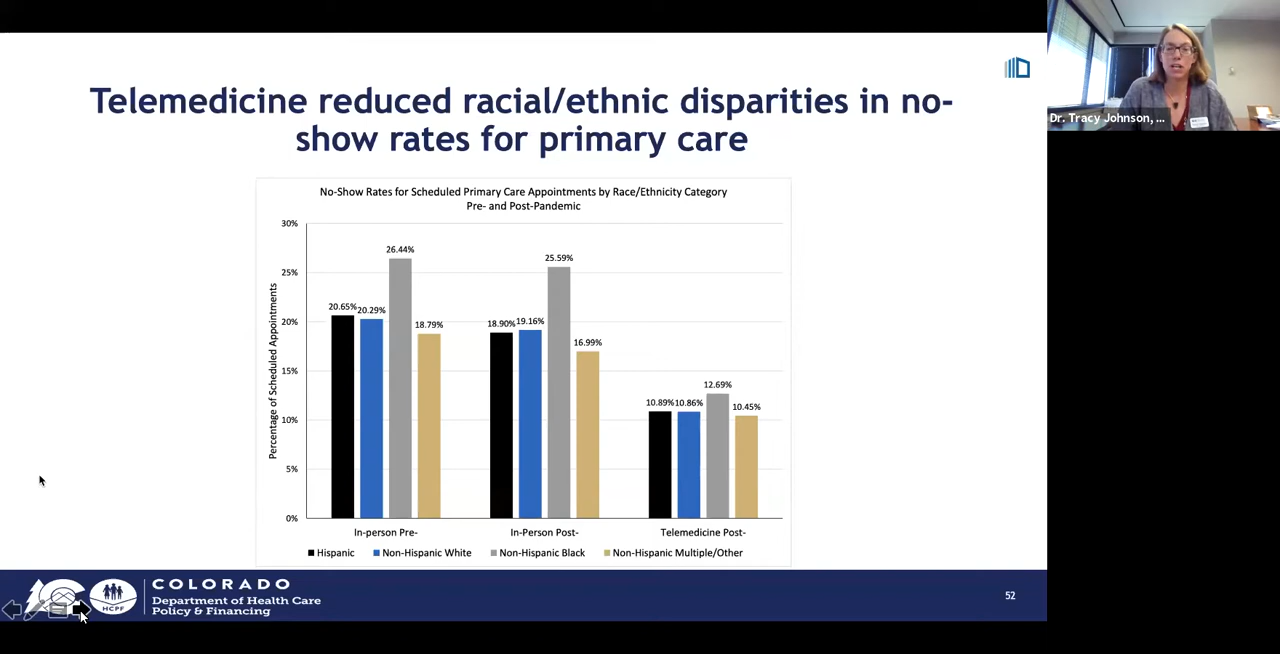 Telemedicine reduced racial/ethnic disparities in no-
show rates for primary care
No-Show Rates for Scheduled Primary Care Appointments by Race/Ethnicity Category
Pre- and Post-Pandemic
Percentage of Scheduled Appointments
30%
25%
20%
15%
10%
5%
0%
20.65%
20.29%
26.44%
18.79%
18.90%
19.16%
25.59%
16.99%
10.89%
10.86%
12.69%
10.45%
In-person Pre-
In-Person Post-
Telemedicine Post-
Hispanic
Non-Hispanic White
Non-Hispanic Black
Non-Hispanic Multiple/Other
HCPF
COLORADO
Department of Health Care
Policy & Financing
52
Dr. Tracy Johnson, ...